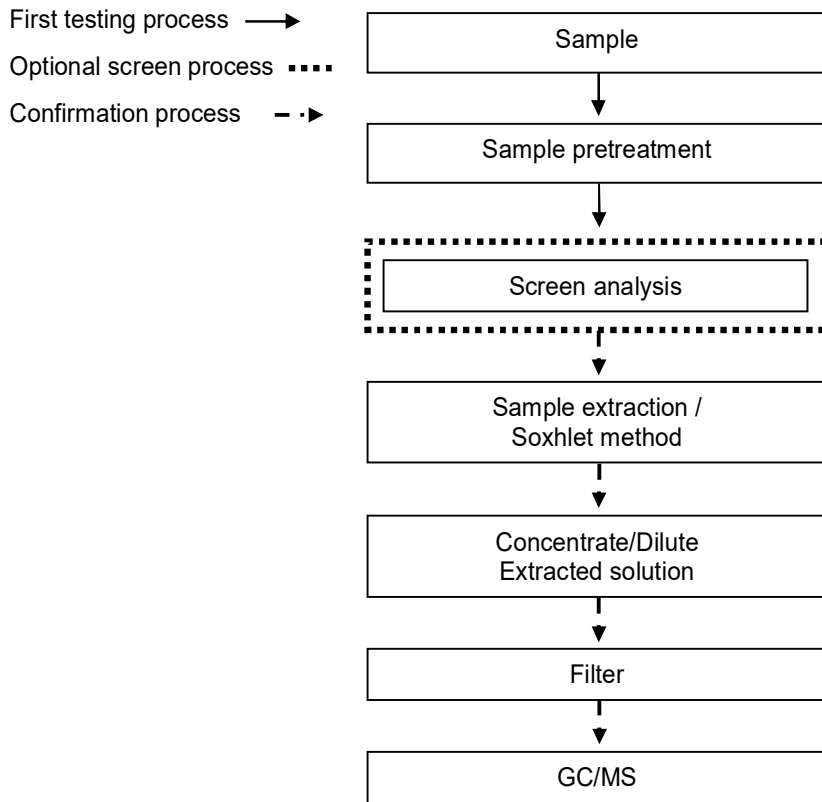 First testing process
Optional screen process
Confirmation process
Sample
Sample pretreatment
Screen analysis
Sample extraction /
Soxhlet method
Concentrate/Dilute
Extracted solution
Filter
GC/MS